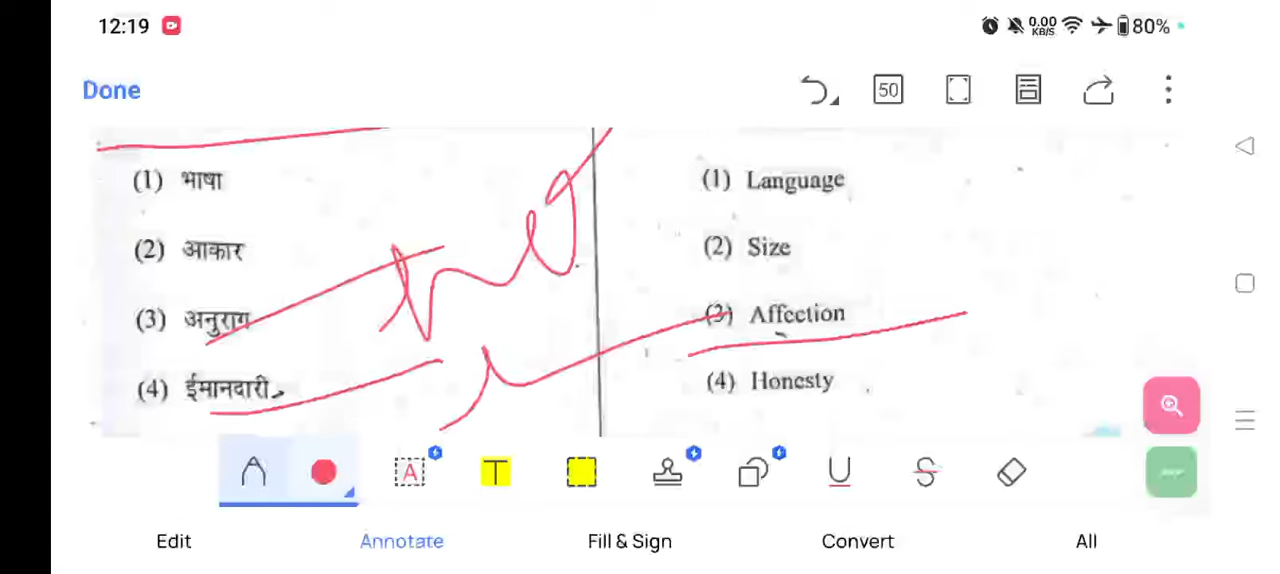 12:19 0.00 KB/S 80%
Done 50
(1) भाषा
(2) आकार
(3) अनुराग
(4) ईमानदारी
(1) Language
(2) Size
(3) Affection
(4) Honesty
A T U S
Edit Annotate Fill & Sign Convert All